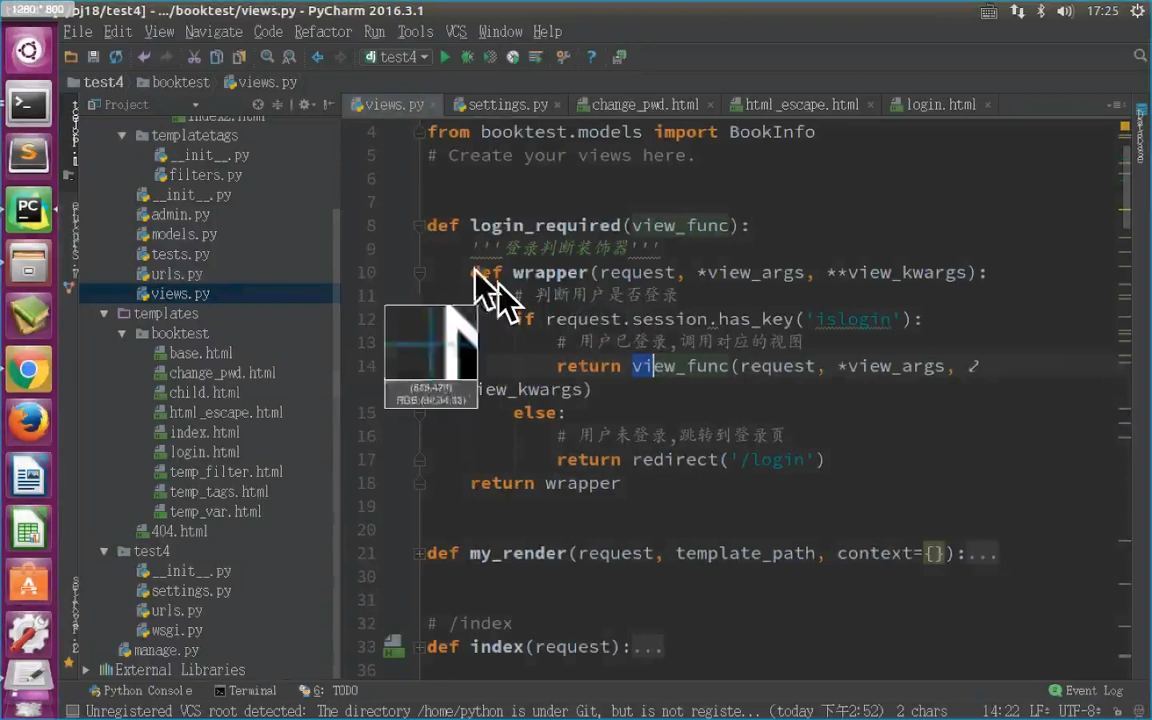 1280 * 800
oj18/test4] - .../booktest/views.py - PyCharm 2016.3.1
17:25
File Edit View Navigate Code Refactor Run Tools VCS Window Help
test4
test4 booktest views.py
Project
views.py settings.py change_pwd.html html_escape.html login.html
templatetags
__init__.py
filters.py
__init__.py
admin.py
models.py
tests.py
urls.py
views.py
templates
booktest
base.html
change_pwd.html
child.html
html_escape.html
index.html
login.html
temp_filter.html
temp_tags.html
temp_var.html
404.html
test4
__init__.py
settings.py
urls.py
wsgi.py
manage.py
External Libraries
4 from booktest.models import BookInfo
5 # Create your views here.
6
7
8 def login_required(view_func):
9 '''登录判断装饰器'''
10 def wrapper(request, *view_args, **view_kwargs):
11 # 判断用户是否登录
12 if request.session.has_key('islogin'):
13 # 用户已登录,调用对应的视图
14 return view_func(request, *view_args,
iew_kwargs)
15 else:
16 # 用户未登录,跳转到登录页
17 return redirect('/login')
18 return wrapper
19
20
21 def my_render(request, template_path, context={}):...
30
31
32 # /index
33 def index(request):...
36
Python Console Terminal 6: TODO Event Log
Unregistered VCS root detected: The directory /home/python is under Git, but is not registe... (today 下午2:52) 2 chars 14:22 LF÷ UTF-8÷